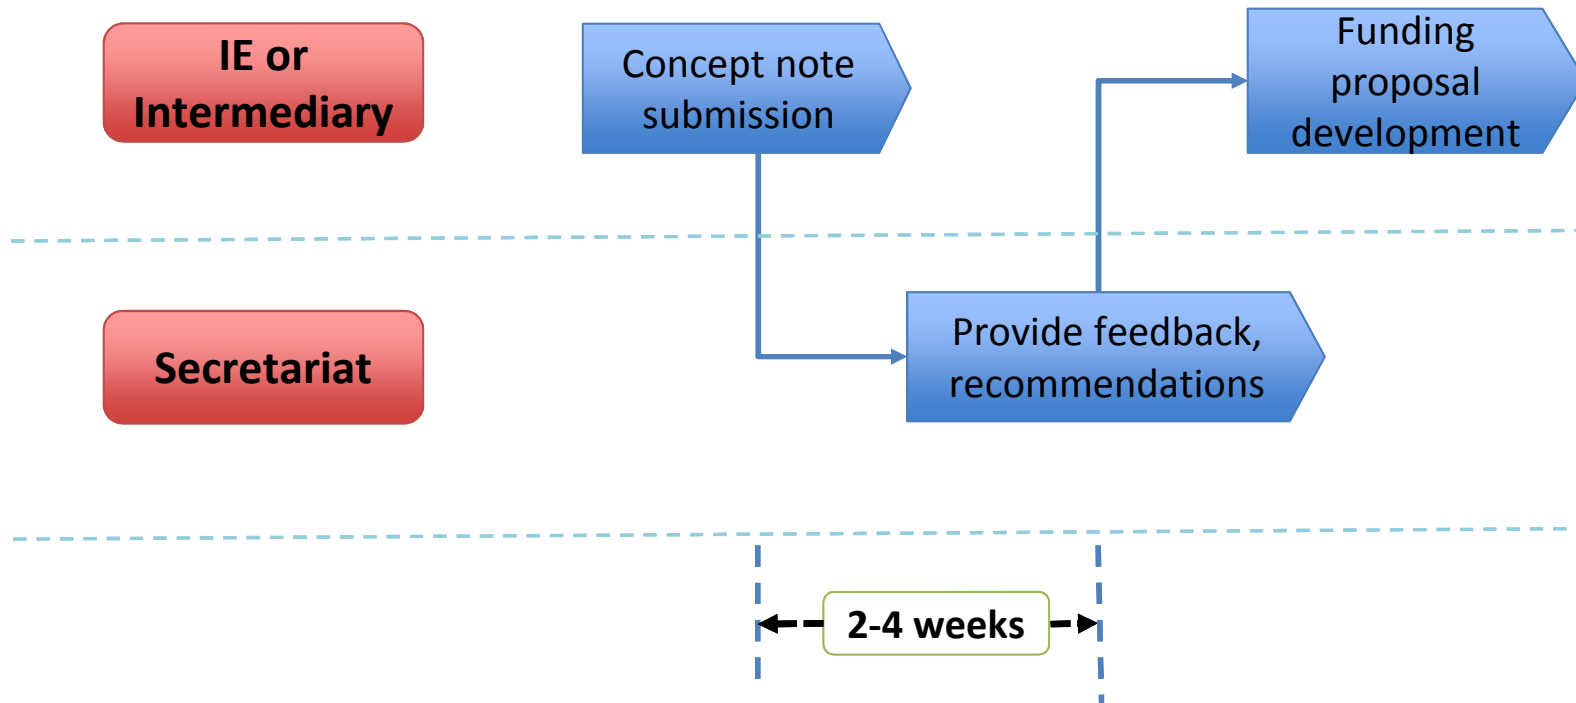 IE or
Intermediary
Concept note
submission
Funding
proposal
development
Secretariat
Provide feedback,
recommendations
2-4 weeks